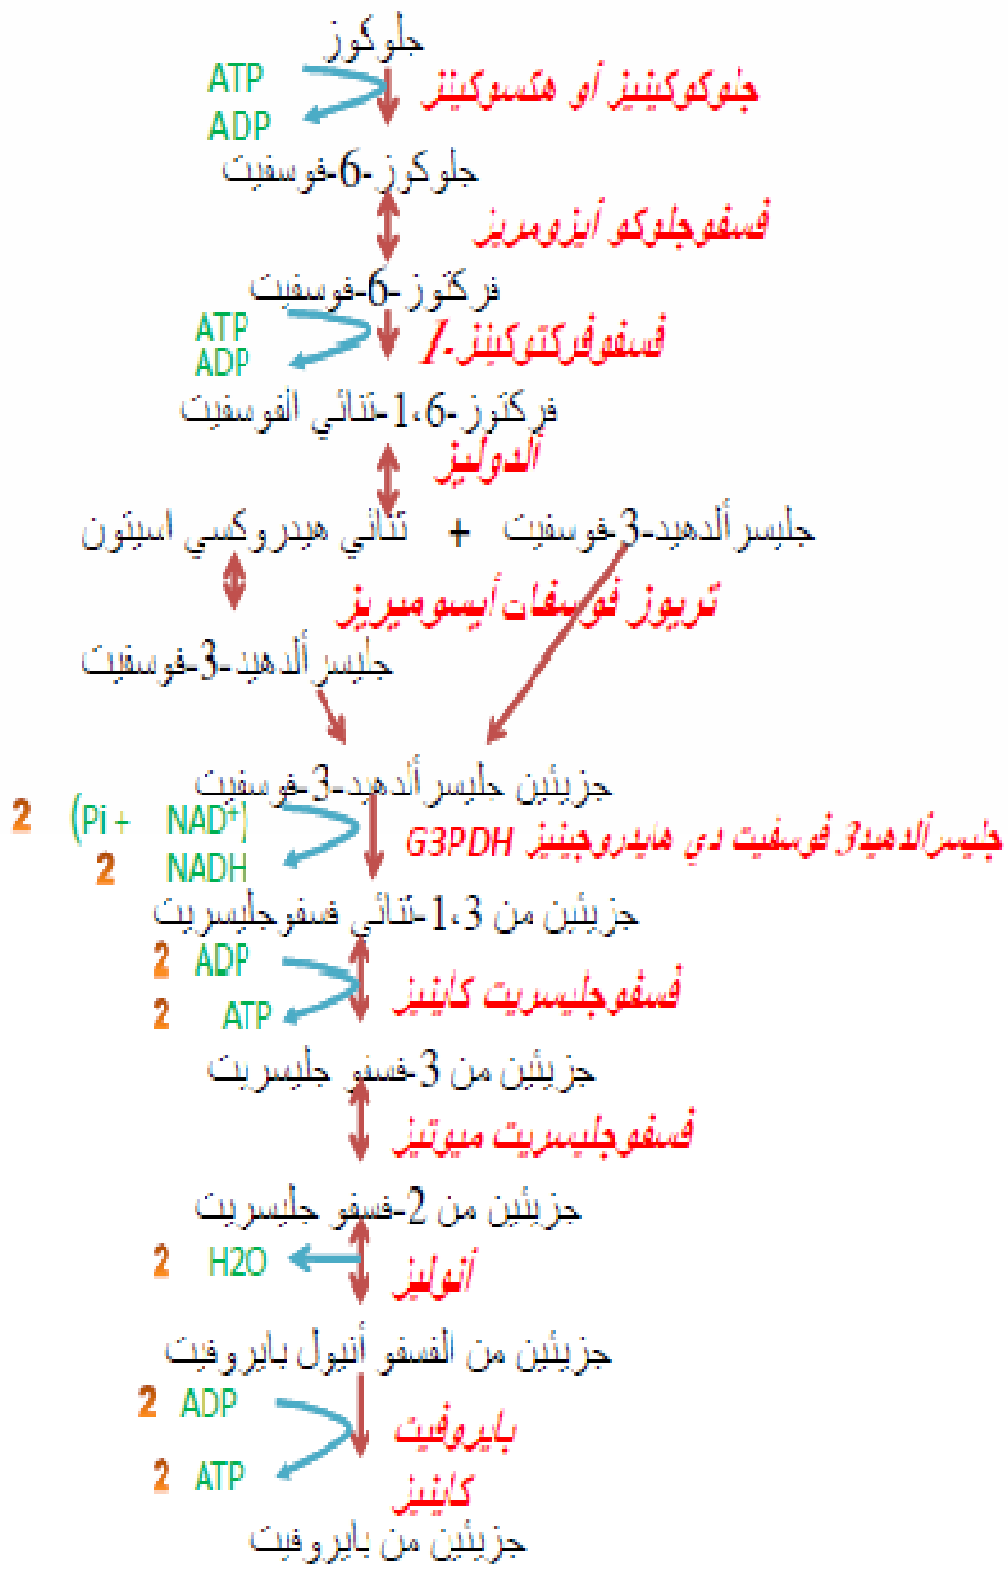 جلوكوز
ATP
جلوكوكينيز أو هكسوكينز
ADP
جلوكوز-6-فوسفيت
فسفوجلوكو أيزومريز
فركتوز-6-فوسفيت
ATP
فسفوفركتوكينز-1
ADP
فركتوز-1،6-ثنائي الفوسفيت
ألدوليز
جليسرألدهيد-3-فوسفيت + ثنائي هيدروكسي اسيتون
تريوز فوسفات أيسوميريز
جليسرألدهيد-3-فوسفيت
جزيئين جليسرألدهيد-3-فوسفيت
2 (Pi + NAD⁺)
جليسرألدهيد3 فوسفيت دي هايدروجينيز G3PDH
2 NADH
جزيئين من 1،3-ثنائي فسفوجليسريت
2 ADP
فسفوجليسريت كاينيز
2 ATP
جزيئين من 3-فسفو جليسريت
فسفوجليسريت ميوتيز
جزيئين من 2-فسفو جليسريت
2 H2O
أنوليز
جزيئين من الفسفو أنيول بايروفيت
2 ADP
بايروفيت
2 ATP
كاينيز
جزيئين من بايروفيت